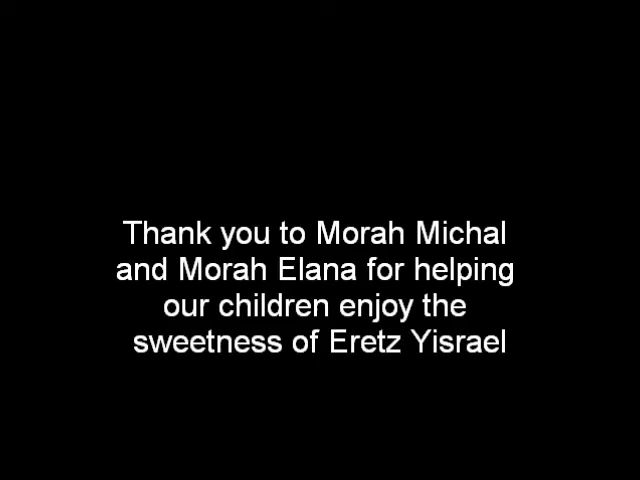 Thank you to Morah Michal
and Morah Elana for helping
our children enjoy the
sweetness of Eretz Yisrael